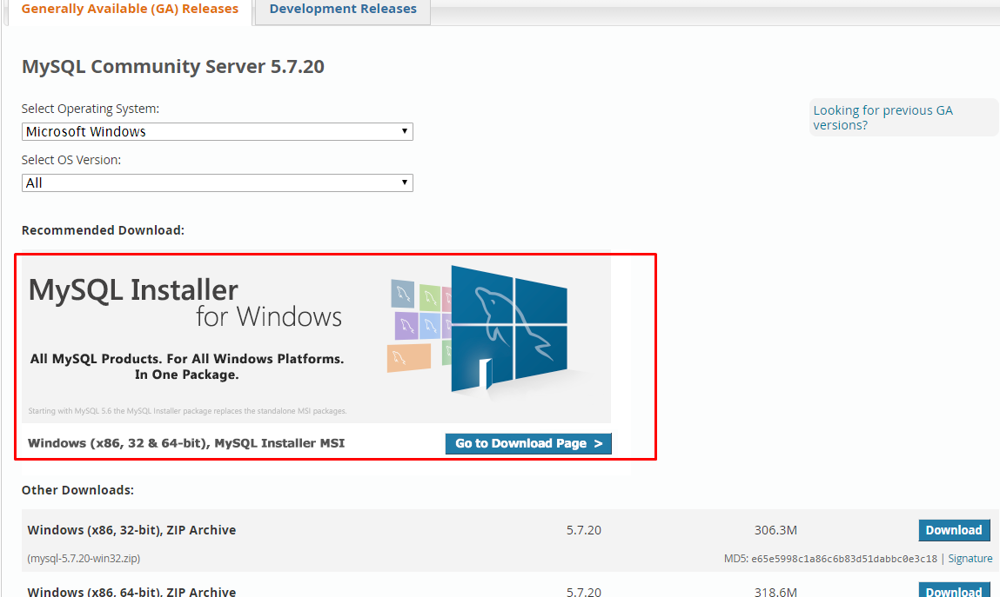 Generally Available (GA) Releases
Development Releases
MySQL Community Server 5.7.20
Select Operating System:
Looking for previous GA
versions?
Microsoft Windows
Select OS Version:
All
Recommended Download:
MySQL Installer
for Windows
All MySQL Products. For All Windows Platforms.
In One Package.
Starting with MySQL 5.6 the MySQL Installer package replaces the standalone MSI packages.
Windows (x86, 32 & 64-bit), MySQL Installer MSI
Go to Download Page >
Other Downloads:
Windows (x86, 32-bit), ZIP Archive 5.7.20 306.3M Download
(mysql-5.7.20-win32.zip) MD5: e65e5998c1a86c6b83d51dabbc0e3c18 | Signature
Windows (x86, 64-bit), ZIP Archive 5.7.20 318.6M Download